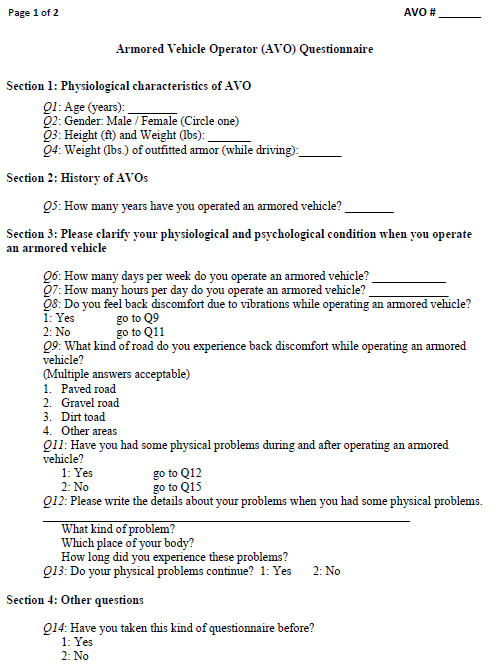 Page 1 of 2 AVO # ______
Armored Vehicle Operator (AVO) Questionnaire
Section 1: Physiological characteristics of AVO
Q1: Age (years): ________
Q2: Gender: Male / Female (Circle one)
Q3: Height (ft) and Weight (lbs): _______
Q4: Weight (lbs.) of outfitted armor (while driving):_______
Section 2: History of AVOs
Q5: How many years have you operated an armored vehicle? ________
Section 3: Please clarify your physiological and psychological condition when you operate
an armored vehicle
Q6: How many days per week do you operate an armored vehicle? ____________
Q7: How many hours per day do you operate an armored vehicle? _____________
Q8: Do you feel back discomfort due to vibrations while operating an armored vehicle?
1: Yes go to Q9
2: No go to Q11
Q9: What kind of road do you experience back discomfort while operating an armored
vehicle?
(Multiple answers acceptable)
1. Paved road
2. Gravel road
3. Dirt toad
4. Other areas
Q11: Have you had some physical problems during and after operating an armored
vehicle?
1: Yes go to Q12
2: No go to Q15
Q12: Please write the details about your problems when you had some physical problems.
What kind of problem?
Which place of your body?
How long did you experience these problems?
Q13: Do your physical problems continue? 1: Yes 2: No
Section 4: Other questions
Q14: Have you taken this kind of questionnaire before?
1: Yes
2: No